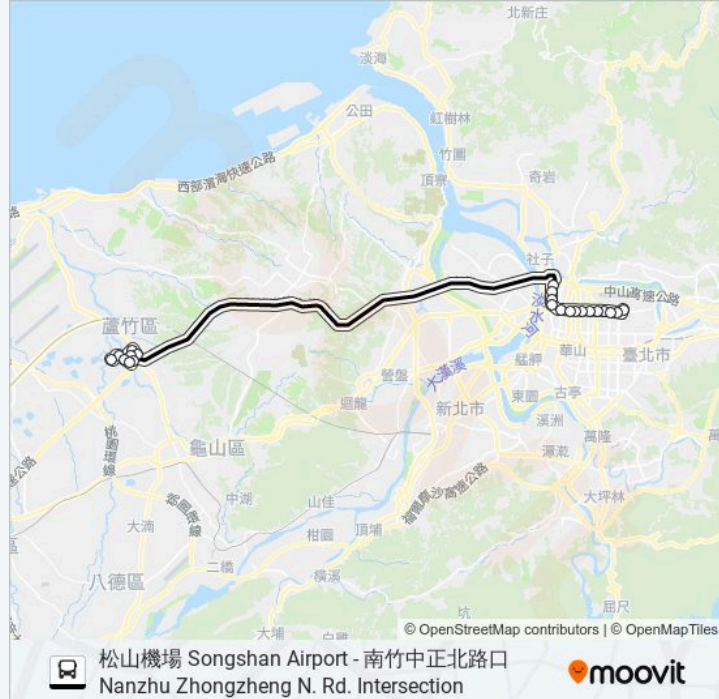 北新庄
淡海
公田
紅樹林
竹圍
西部濱海快速公路
頂寮
奇岩
社子
中山高速公路
蘆竹區
淡水河
華山
臺北市
艋舺
大漢溪
營盤
東園
古亭
迴龍
新北市
溪洲
萬隆
龜山區
潭墘
中湖
山佳
福爾摩沙高速公路
大坪林
大湳
柑園
頂埔
二橋
八德區
橫溪
屈尺
大埔
坑
© OpenStreetMap contributors | © OpenMapTiles
松山機場 Songshan Airport - 南竹中正北路口
Nanzhu Zhongzheng N. Rd. Intersection
moovit